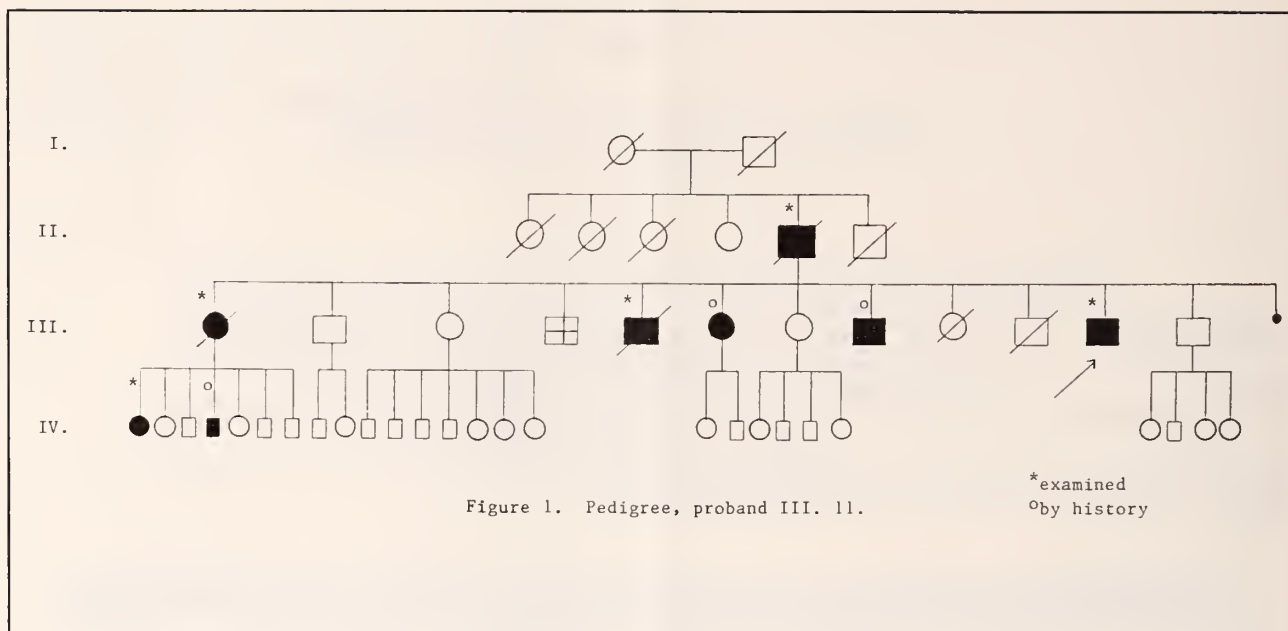 I.
*
II.
* * o o *
III.
* o
IV.
*examined
Figure 1. Pedigree, proband III. 11.
oby history